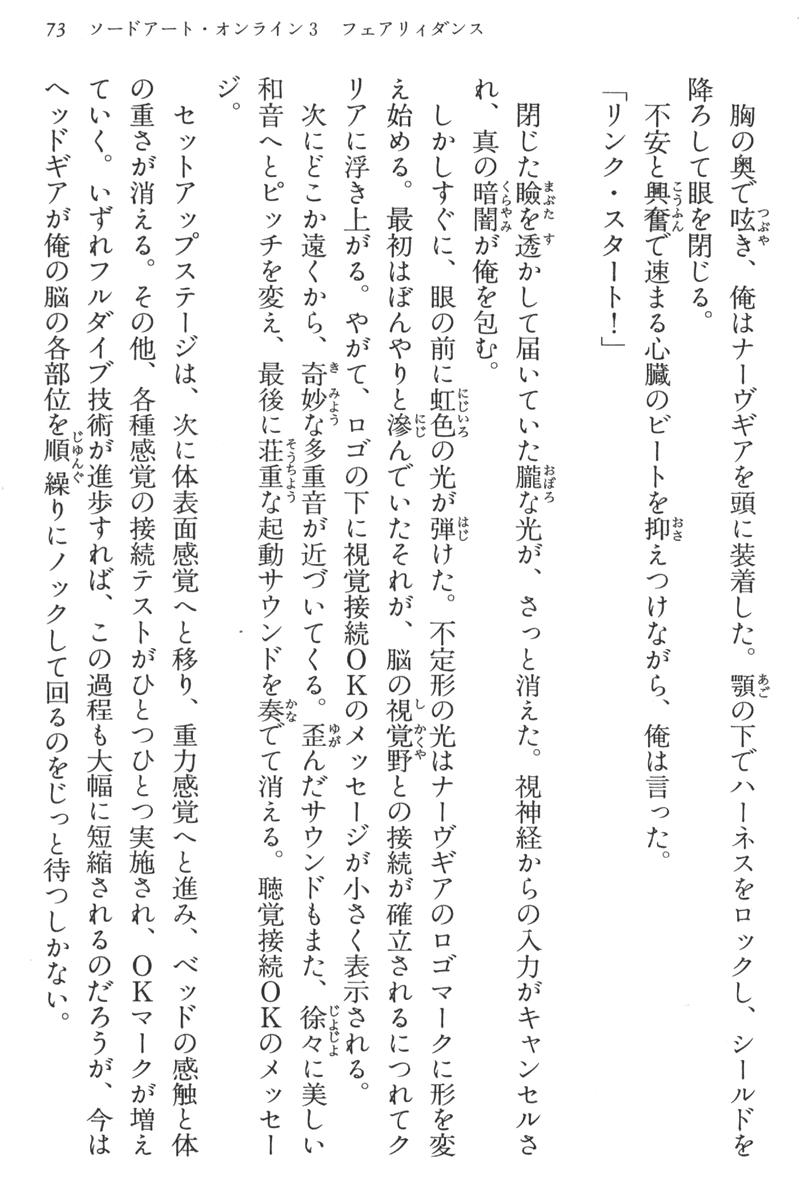 73　ソードアート・オンライン3　フェアリィダンス
胸の奥で呟き、俺はナーヴギアを頭に装着した。顎の下でハーネスをロックし、シールドを
降ろして眼を閉じる。
不安と興奮で速まる心臓のビートを抑えつけながら、俺は言った。
「リンク・スタート！」
閉じた瞼を透かして届いていた朧な光が、さっと消えた。視神経からの入力がキャンセルさ
れ、真の暗闇が俺を包む。
しかしすぐに、眼の前に虹色の光が弾けた。不定形の光はナーヴギアのロゴマークに形を変
え始める。最初はぼんやりと滲んでいたそれが、脳の視覚野との接続が確立されるにつれてク
リアに浮き上がる。やがて、ロゴの下に視覚接続ＯＫのメッセージが小さく表示される。
次にどこか遠くから、奇妙な多重音が近づいてくる。歪んだサウンドもまた、徐々に美しい
和音へとピッチを変え、最後に荘重な起動サウンドを奏でて消える。聴覚接続ＯＫのメッセー
ジ。
セットアップステージは、次に体表面感覚へと移り、重力感覚へと進み、ベッドの感触と体
の重さが消える。その他、各種感覚の接続テストがひとつひとつ実施され、ＯＫマークが増え
ていく。いずれフルダイブ技術が進歩すれば、この過程も大幅に短縮されるのだろうが、今は
ヘッドギアが俺の脳の各部位を順繰りにノックして回るのをじっと待つしかない。